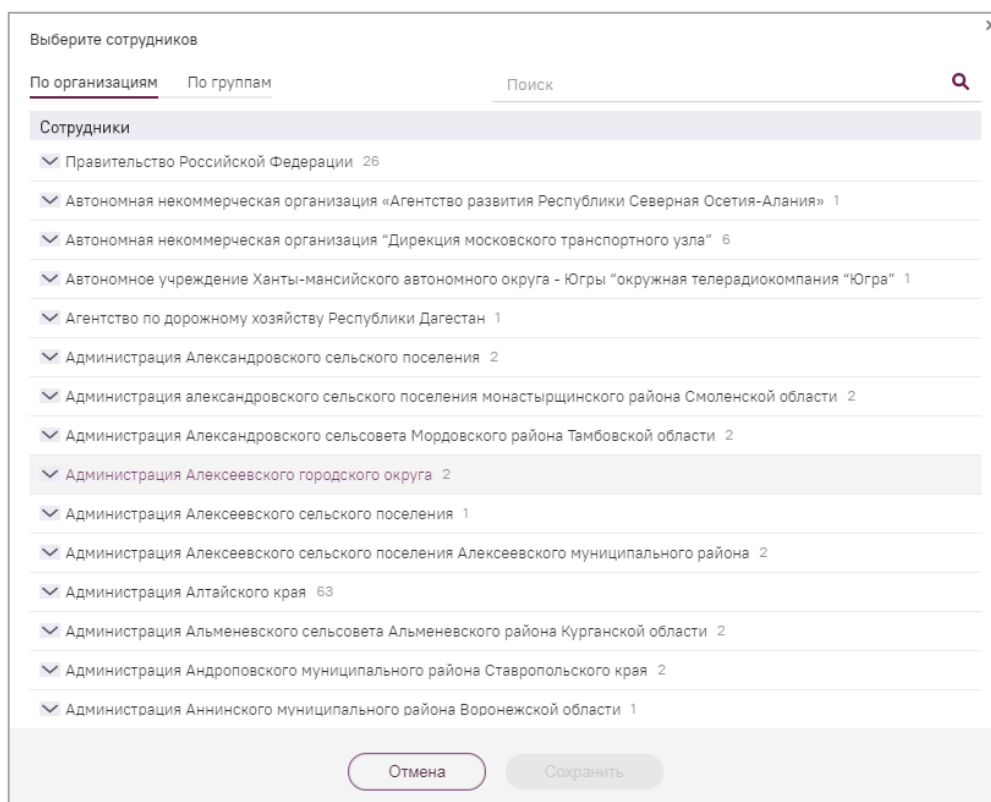 Выберите сотрудников
По организациям По группам Поиск
Сотрудники
Правительство Российской Федерации 26
Автономная некоммерческая организация «Агентство развития Республики Северная Осетия-Алания» 1
Автономная некоммерческая организация “Дирекция московского транспортного узла” 6
Автономное учреждение Ханты-мансийского автономного округа - Югры “окружная телерадиокомпания “Югра” 1
Агентство по дорожному хозяйству Республики Дагестан 1
Администрация Александровского сельского поселения 2
Администрация александровского сельского поселения монастырщинского района Смоленской области 2
Администрация Александровского сельсовета Мордовского района Тамбовской области 2
Администрация Алексеевского городского округа 2
Администрация Алексеевского сельского поселения 1
Администрация Алексеевского сельского поселения Алексеевского муниципального района 2
Администрация Алтайского края 63
Администрация Альменевского сельсовета Альменевского района Курганской области 2
Администрация Андроповского муниципального района Ставропольского края 2
Администрация Аннинского муниципального района Воронежской области 1
Отмена Сохранить